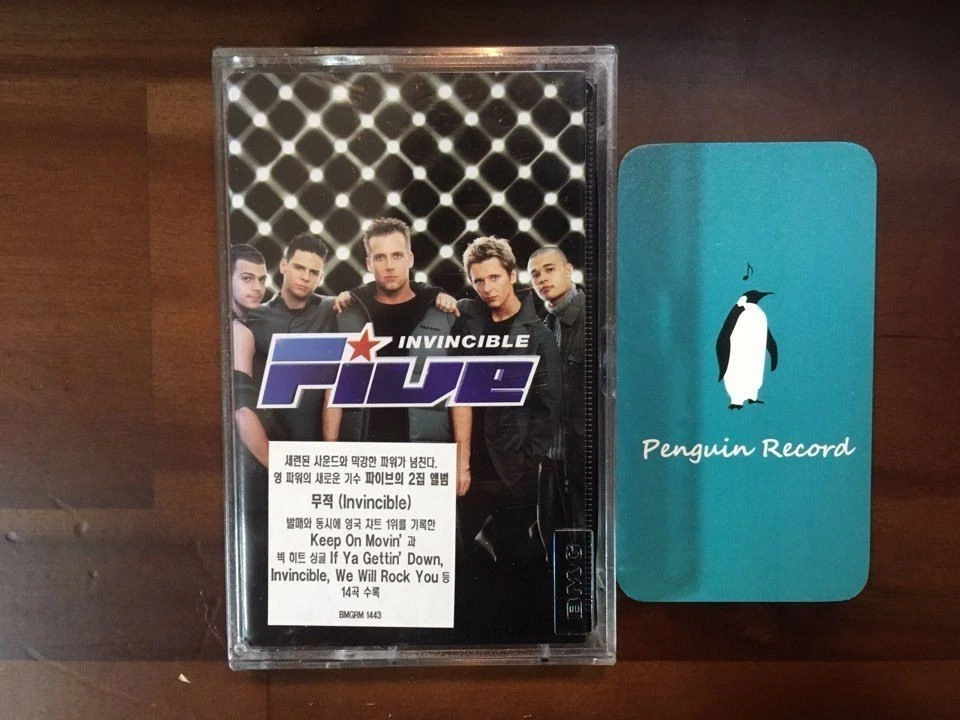 INVINCIBLE
Five
세련된 사운드와 막강한 파워가 넘친다.
영 파워의 새로운 기수 파이브의 2집 앨범
무적 (Invincible)
발매와 동시에 영국 차트 1위를 기록한
Keep On Movin' 과
빅 히트 싱글 If Ya Gettin' Down,
Invincible, We Will Rock You 등
14곡 수록
BMGRM 1443
BMG
Penguin Record